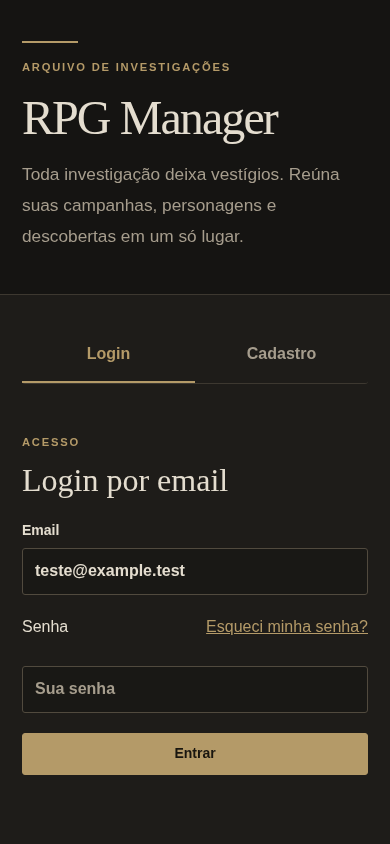 ARQUIVO DE INVESTIGAÇÕES
RPG Manager
Toda investigação deixa vestígios. Reúna
suas campanhas, personagens e
descobertas em um só lugar.
Login
Cadastro
ACESSO
Login por email
Email
teste@example.test
Senha
Esqueci minha senha?
Sua senha
Entrar